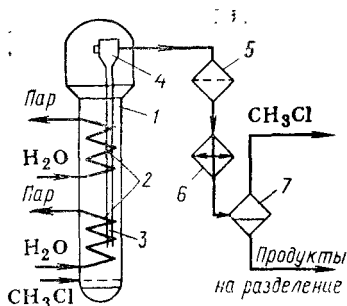 5
4
Пар
1
CH₃Cl
H₂O
2
6
7
Пар
3
H₂O
CH₃Cl
Продукты
на разделение